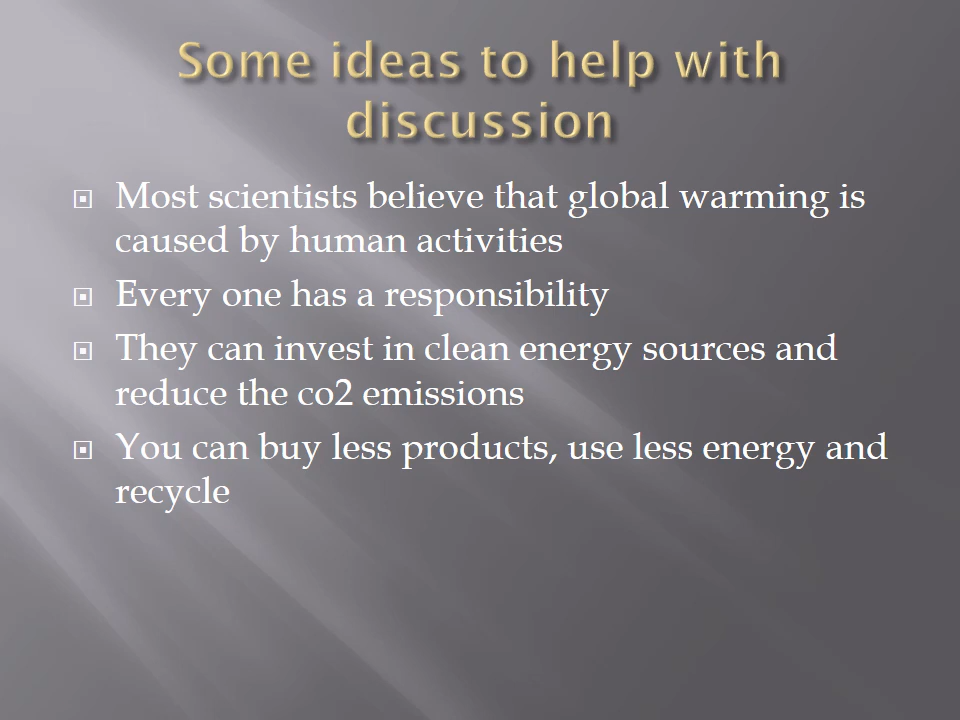 Some ideas to help with
discussion
Most scientists believe that global warming is
caused by human activities
Every one has a responsibility
They can invest in clean energy sources and
reduce the co2 emissions
You can buy less products, use less energy and
recycle